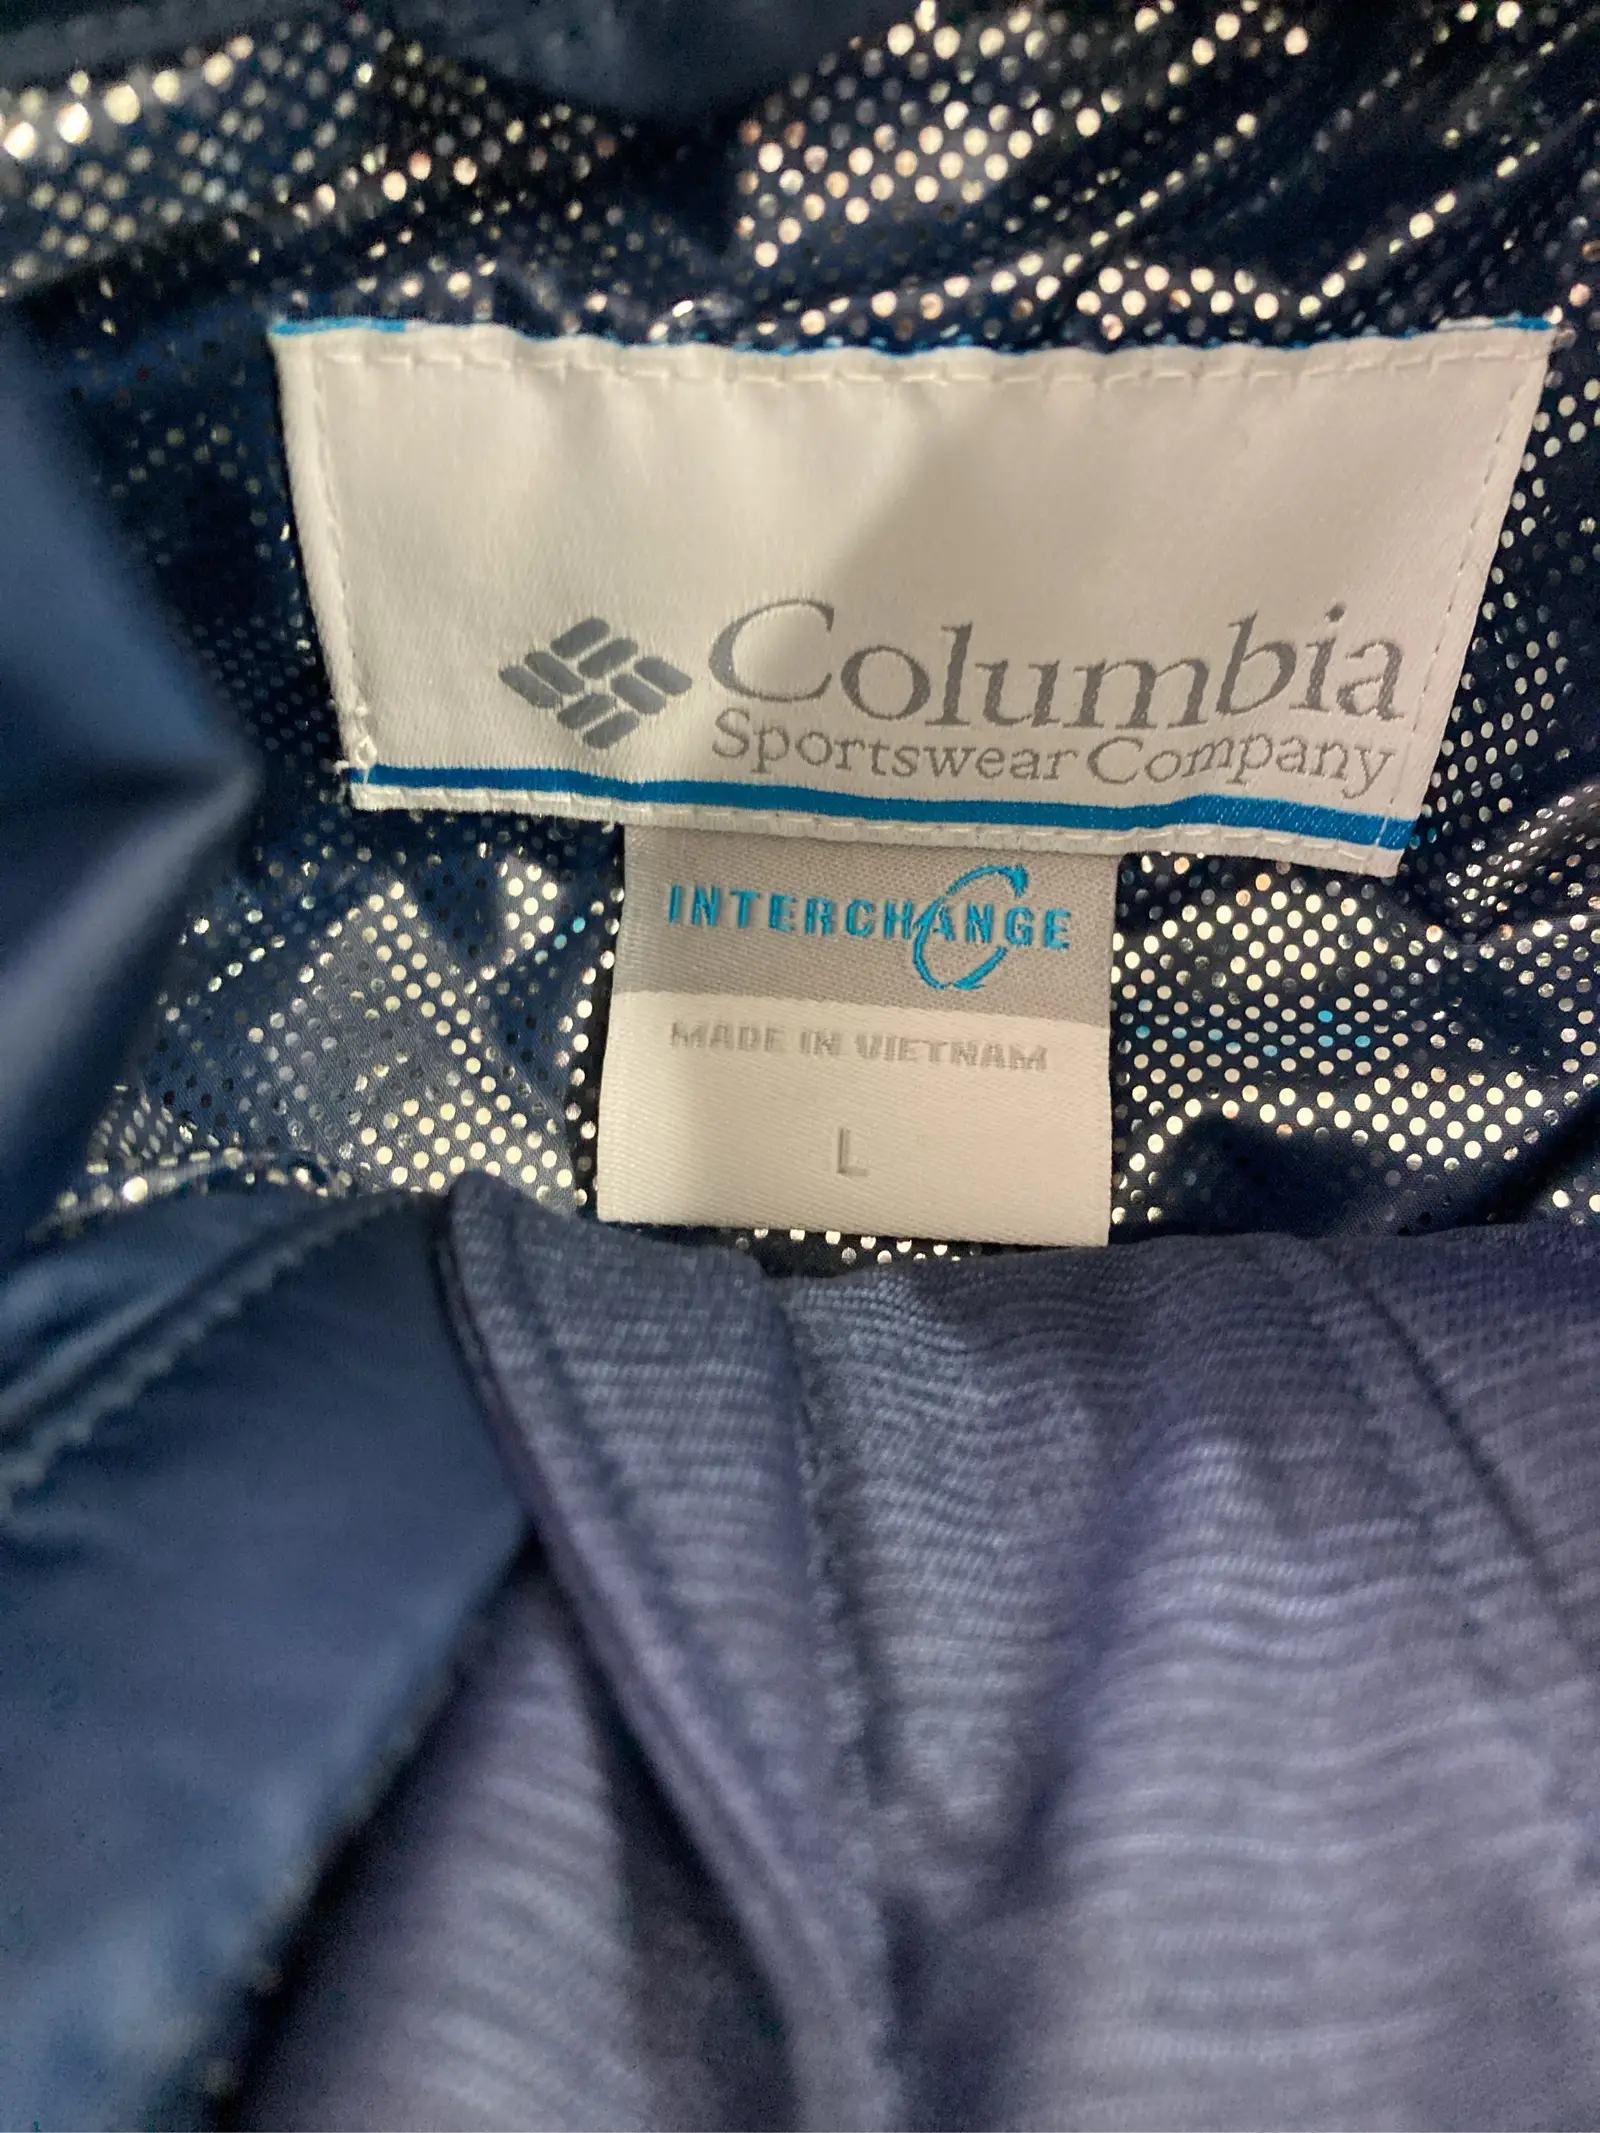 Columbia
Sportswear Company
INTERCHANGE
MADE IN VIETNAM
L